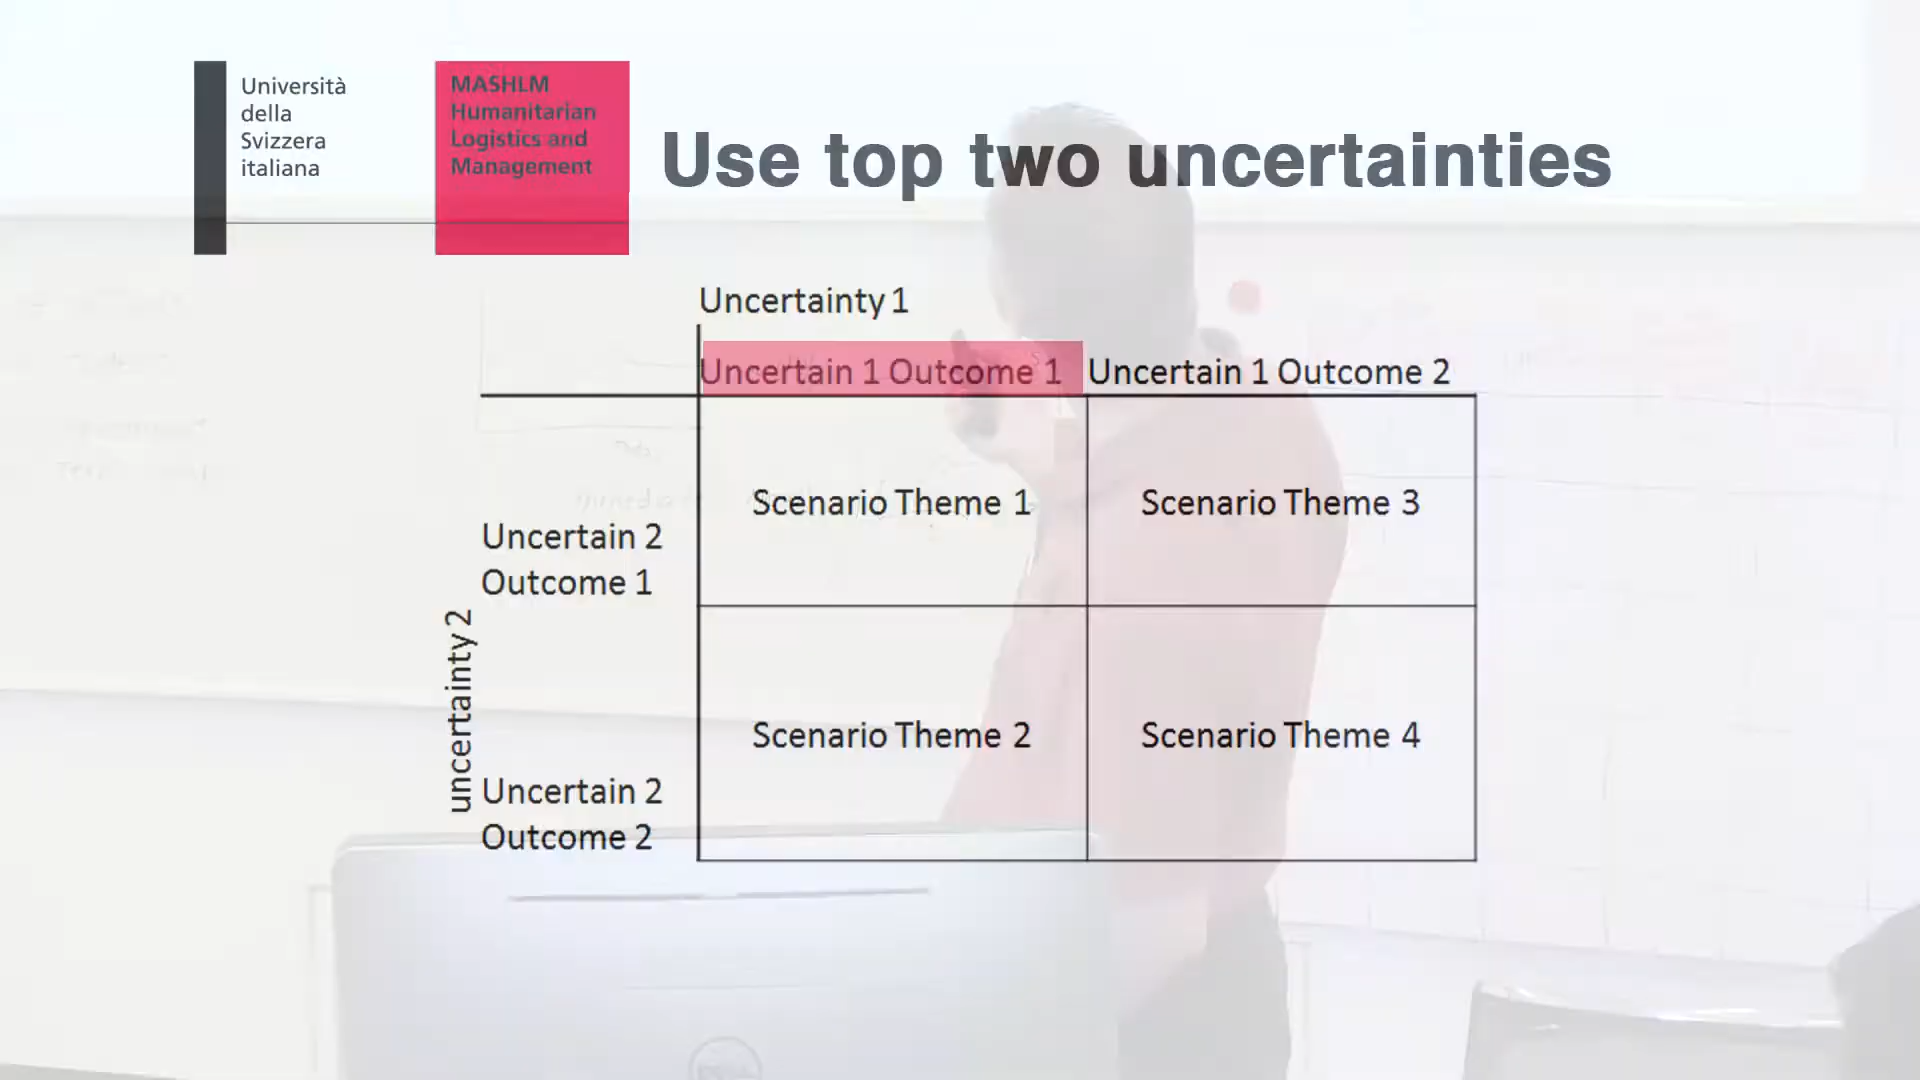 Università
della
Svizzera
italiana
MASHLM
Humanitarian
Logistics and
Management
Use top two uncertainties
Uncertainty 1
Uncertain 1 Outcome 1
Uncertain 1 Outcome 2
Scenario Theme 1
Scenario Theme 3
Uncertain 2
Outcome 1
uncertainty 2
Scenario Theme 2
Scenario Theme 4
Uncertain 2
Outcome 2